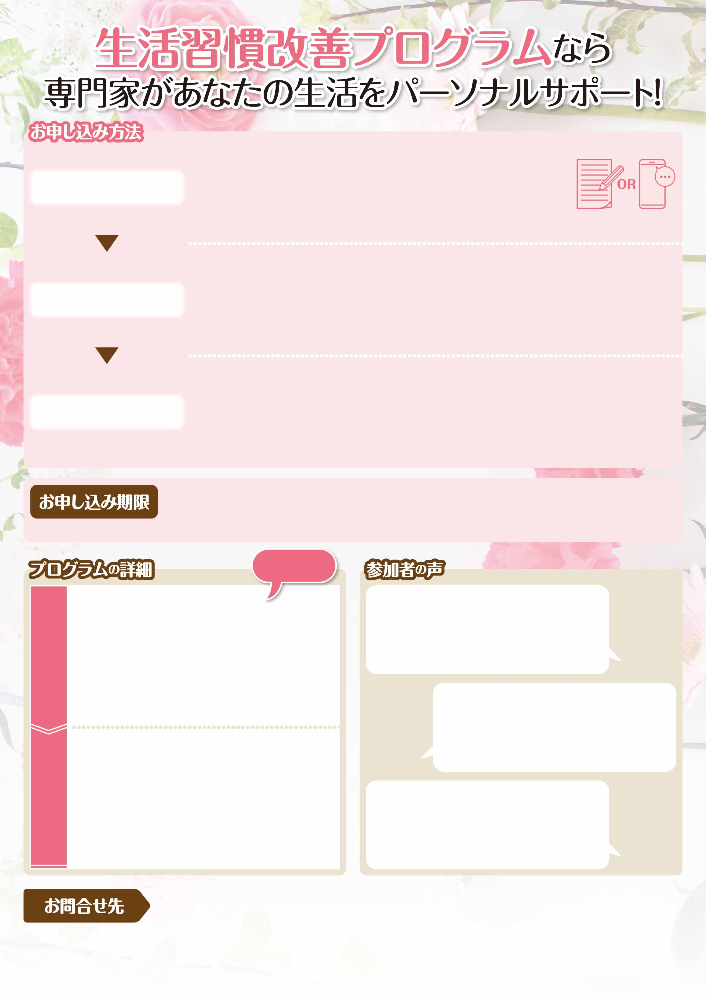 生活習慣改善プログラムなら
専門家があなたの生活をパーソナルサポート!
お申し込み方法
OR
お申し込み期限
プログラムの詳細
参加者の声
お問合せ先